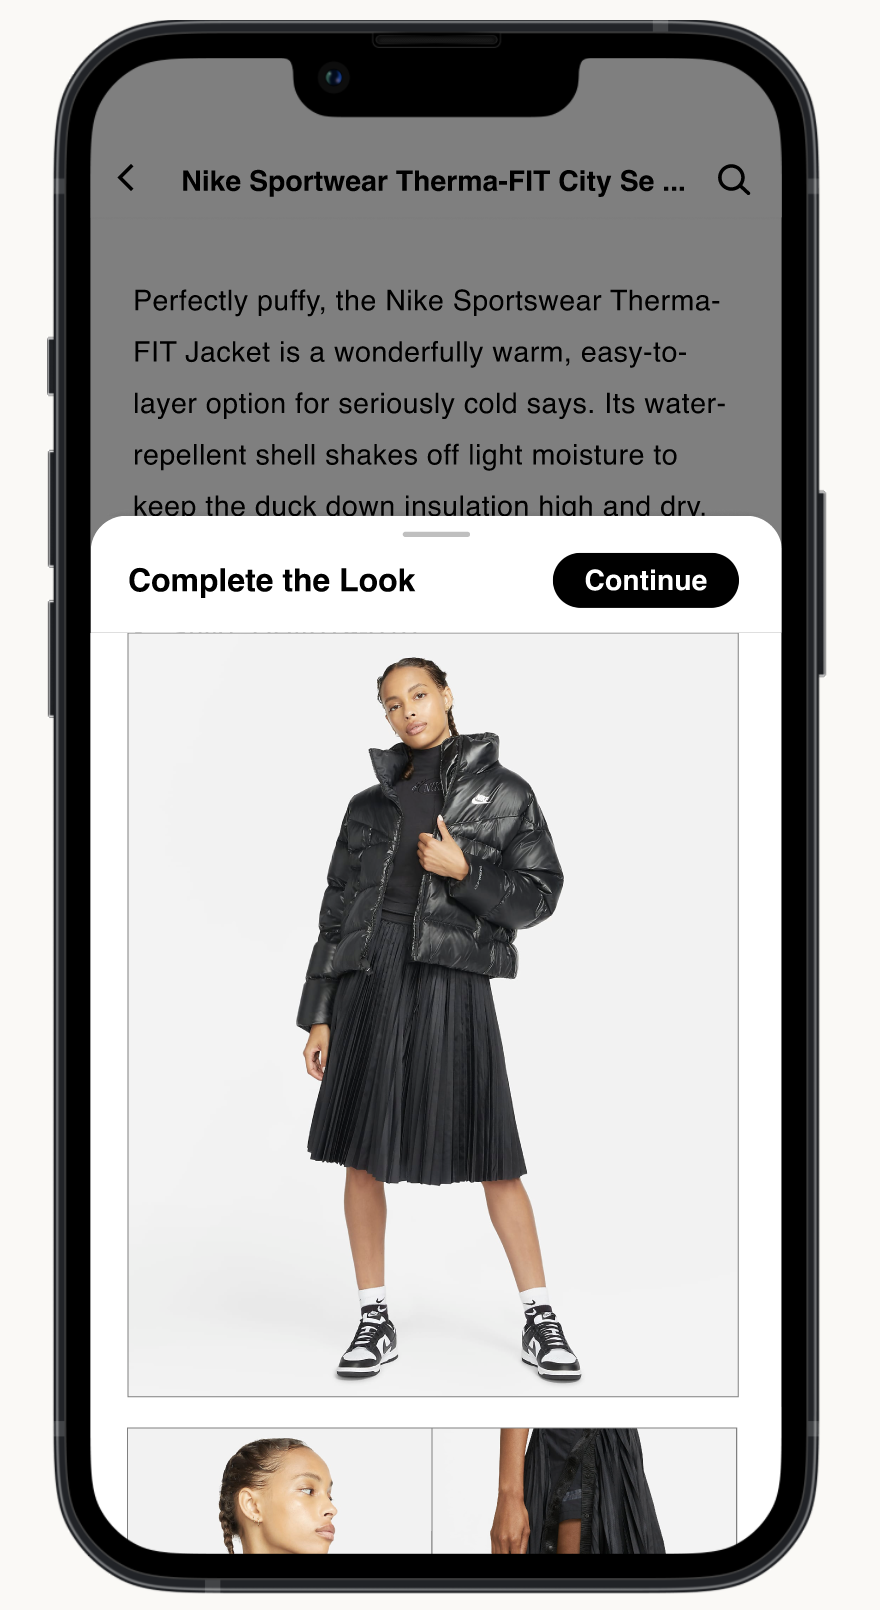 Nike Sportwear Therma-FIT City Se ...
Perfectly puffy, the Nike Sportswear Therma-
FIT Jacket is a wonderfully warm, easy-to-
layer option for seriously cold says. Its water-
repellent shell shakes off light moisture to
keep the duck down insulation high and dry.
Complete the Look
Continue